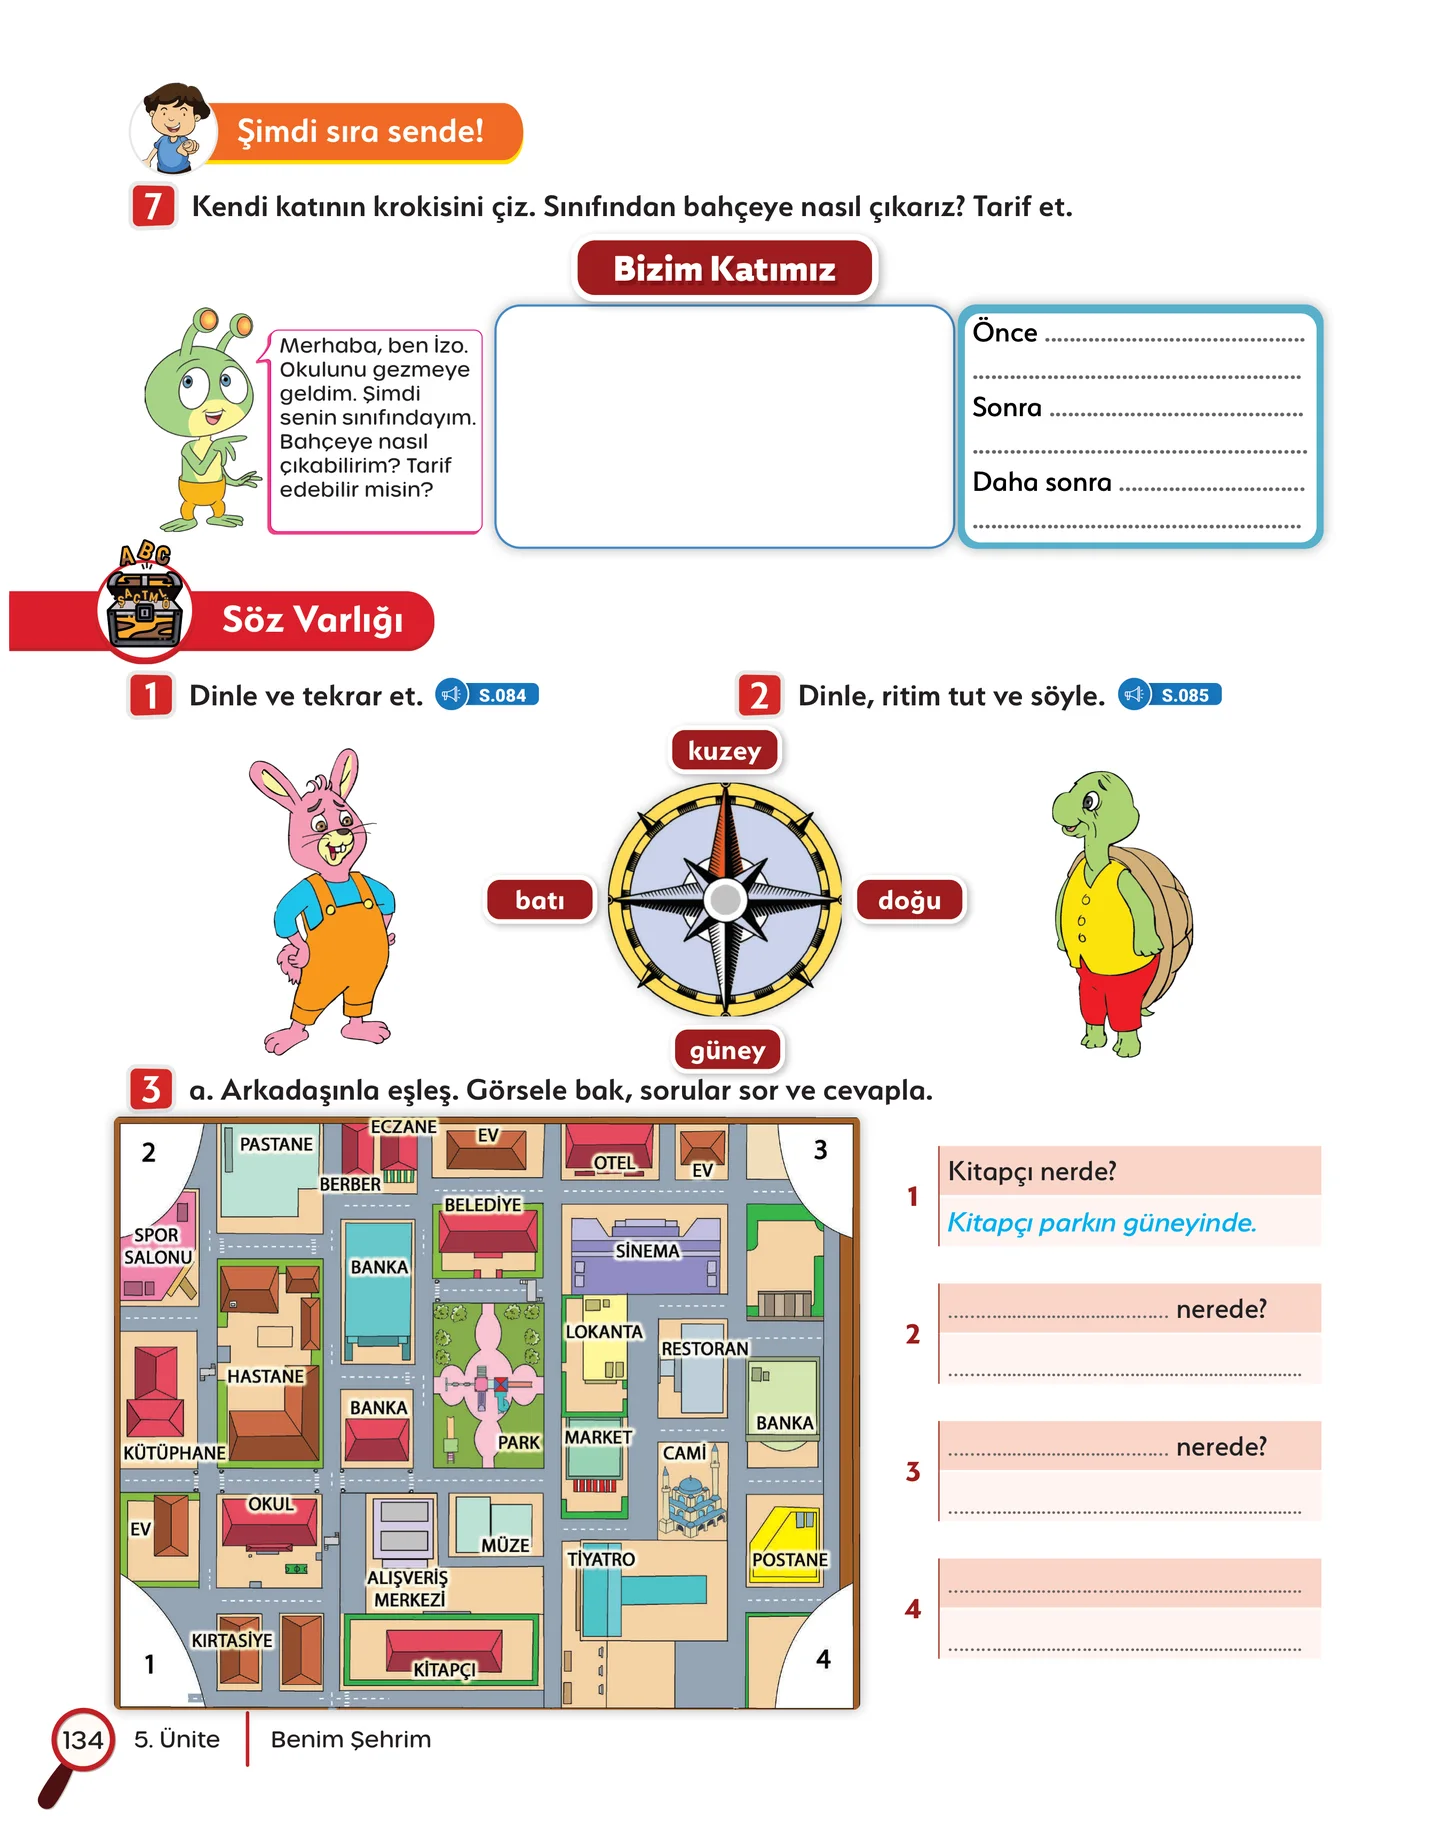 Şimdi sıra sende!
7 Kendi katının krokisini çiz. Sınıfından bahçeye nasıl çıkarız? Tarif et.
Bizim Katımız
Merhaba, ben İzo.
Okulunu gezmeye
geldim. Şimdi
senin sınıfındayım.
Bahçeye nasıl
çıkabilirim? Tarif
edebilir misin?
Önce ..........................................
.....................................................
Sonra .........................................
.....................................................
Daha sonra ..............................
.....................................................
ABC
Söz Varlığı
1 Dinle ve tekrar et. S.084
2 Dinle, ritim tut ve söyle. S.085
kuzey
batı
doğu
güney
3 a. Arkadaşınla eşleş. Görsele bak, sorular sor ve cevapla.
2
PASTANE
ECZANE
EV
OTEL
EV
3
BERBER
BELEDİYE
SPOR
SALONU
BANKA
SİNEMA
LOKANTA
RESTORAN
HASTANE
BANKA
BANKA
KÜTÜPHANE
PARK
MARKET
CAMİ
EV
OKUL
MÜZE
TİYATRO
POSTANE
ALIŞVERİŞ
MERKEZİ
KIRTASİYE
KİTAPÇI
1
4
1 Kitapçı nerde?
Kitapçı parkın güneyinde.
2 .................................... nerede?
.........................................................
3 .................................... nerede?
.........................................................
4 .........................................................
.........................................................
134 5. Ünite Benim Şehrim